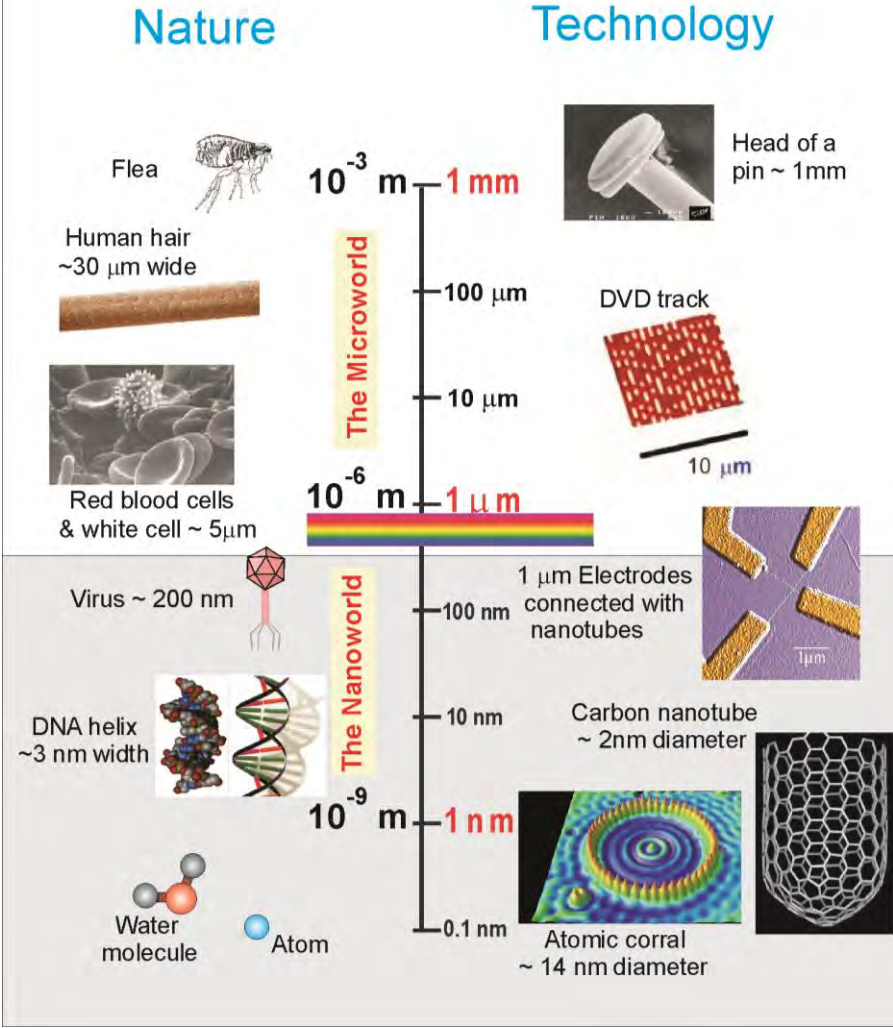 Nature
Technology
Flea
10⁻³ m
1 mm
Head of a
pin ~ 1mm
Human hair
~30 μm wide
The Microworld
100 μm
DVD track
10 μm
10 μm
Red blood cells
& white cell ~ 5μm
10⁻⁶ m
1 μm
Virus ~ 200 nm
The Nanoworld
100 nm
1 μm Electrodes
connected with
nanotubes
1μm
DNA helix
~3 nm width
10 nm
Carbon nanotube
~ 2nm diameter
10⁻⁹ m
1 nm
Water
molecule
Atom
0.1 nm
Atomic corral
~ 14 nm diameter